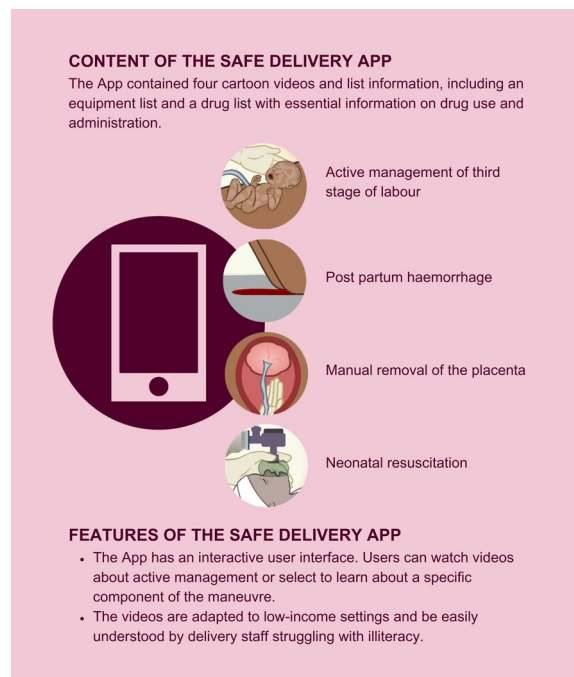 CONTENT OF THE SAFE DELIVERY APP
The App contained four cartoon videos and list information, including an
equipment list and a drug list with essential information on drug use and
administration.
Active management of third
stage of labour
Post partum haemorrhage
Manual removal of the placenta
Neonatal resuscitation
FEATURES OF THE SAFE DELIVERY APP
• The App has an interactive user interface. Users can watch videos
about active management or select to learn about a specific
component of the maneuvre.
• The videos are adapted to low-income settings and be easily
understood by delivery staff struggling with illiteracy.